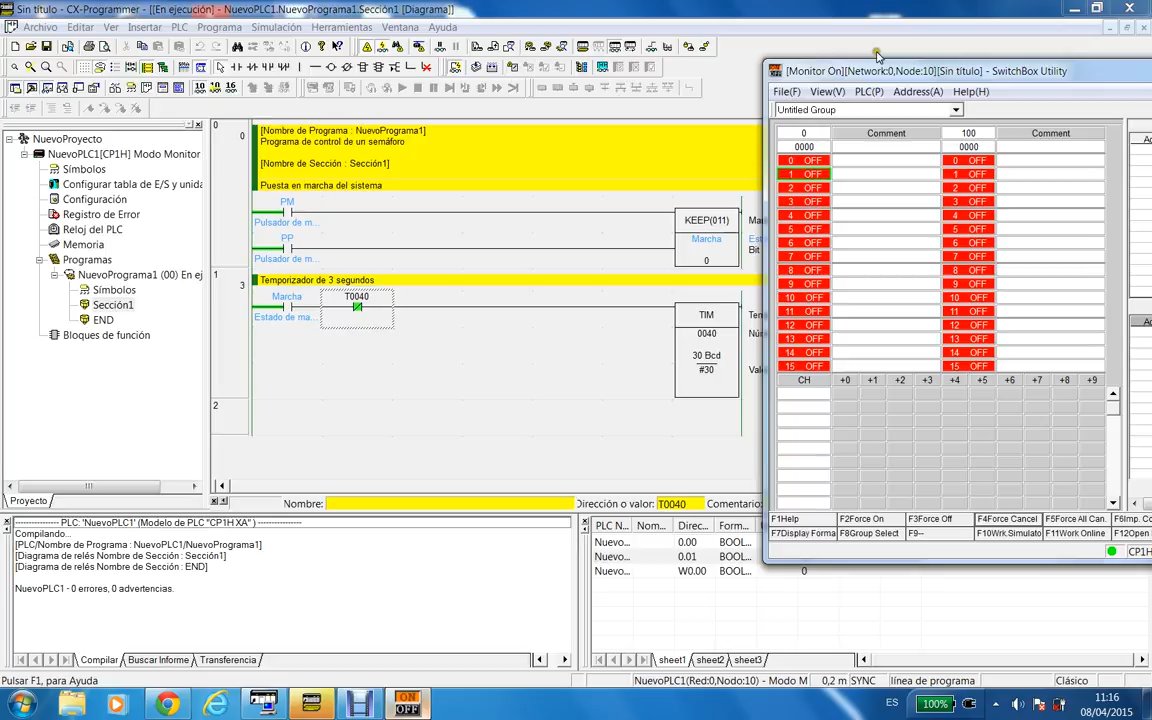 Sin título - CX-Programmer - [[En ejecución] - NuevoPLC1.NuevoPrograma1.Sección1 [Diagrama]]
Archivo Editar Ver Insertar PLC Programa Simulación Herramientas Ventana Ayuda
NuevoProyecto
NuevoPLC1[CP1H] Modo Monitor
Símbolos
Configurar tabla de E/S y unida
Configuración
Registro de Error
Reloj del PLC
Memoria
Programas
NuevoPrograma1 (00) En ej
Símbolos
Sección1
END
Bloques de función
Proyecto
0
0
[Nombre de Programa : NuevoPrograma1]
Programa de control de un semáforo
[Nombre de Sección : Sección1]
Puesta en marcha del sistema
PM
Pulsador de m...
KEEP(011)
PP
Pulsador de m...
Marcha
0
Bit
1
3
Temporizador de 3 segundos
Marcha
Estado de ma...
T0040
TIM
0040
30 Bcd
#30
2
Nombre:
Dirección o valor: T0040 Comentario:
[Monitor On][Network:0,Node:10][Sin título] - SwitchBox Utility
File(F) View(V) PLC(P) Address(A) Help(H)
Untitled Group
0 Comment 100 Comment
0000 0000
0 OFF 0 OFF
1 OFF 1 OFF
2 OFF 2 OFF
3 OFF 3 OFF
4 OFF 4 OFF
5 OFF 5 OFF
6 OFF 6 OFF
7 OFF 7 OFF
8 OFF 8 OFF
9 OFF 9 OFF
10 OFF 10 OFF
11 OFF 11 OFF
12 OFF 12 OFF
13 OFF 13 OFF
14 OFF 14 OFF
15 OFF 15 OFF
CH +0 +1 +2 +3 +4 +5 +6 +7 +8 +9
F1Help F2Force On F3Force Off F4Force Cancel F5Force All Can. F6Imp. Co
F7Display Forma F8Group Select F9-- F10Wrk.Simulato F11Work Online F12Open
CP1H
---------------- PLC: 'NuevoPLC1' (Modelo de PLC "CP1H XA" ) ----------------
Compilando...
[PLC/Nombre de Programa : NuevoPLC1/NuevoPrograma1]
[Diagrama de relés Nombre de Sección : Sección1]
[Diagrama de relés Nombre de Sección : END]
NuevoPLC1 - 0 errores, 0 advertencias.
Compilar Buscar Informe Transferencia
PLC N... Nom... Direc... Form...
Nuevo... 0.00 BOOL...
Nuevo... 0.01 BOOL...
Nuevo... W0.00 BOOL... 0
sheet1 sheet2 sheet3
Pulsar F1, para Ayuda
NuevoPLC1(Red:0,Nodo:10) - Modo M 0,2 m SYNC línea de programa Clásico
ON
OFF
ES
100%
11:16
08/04/2015